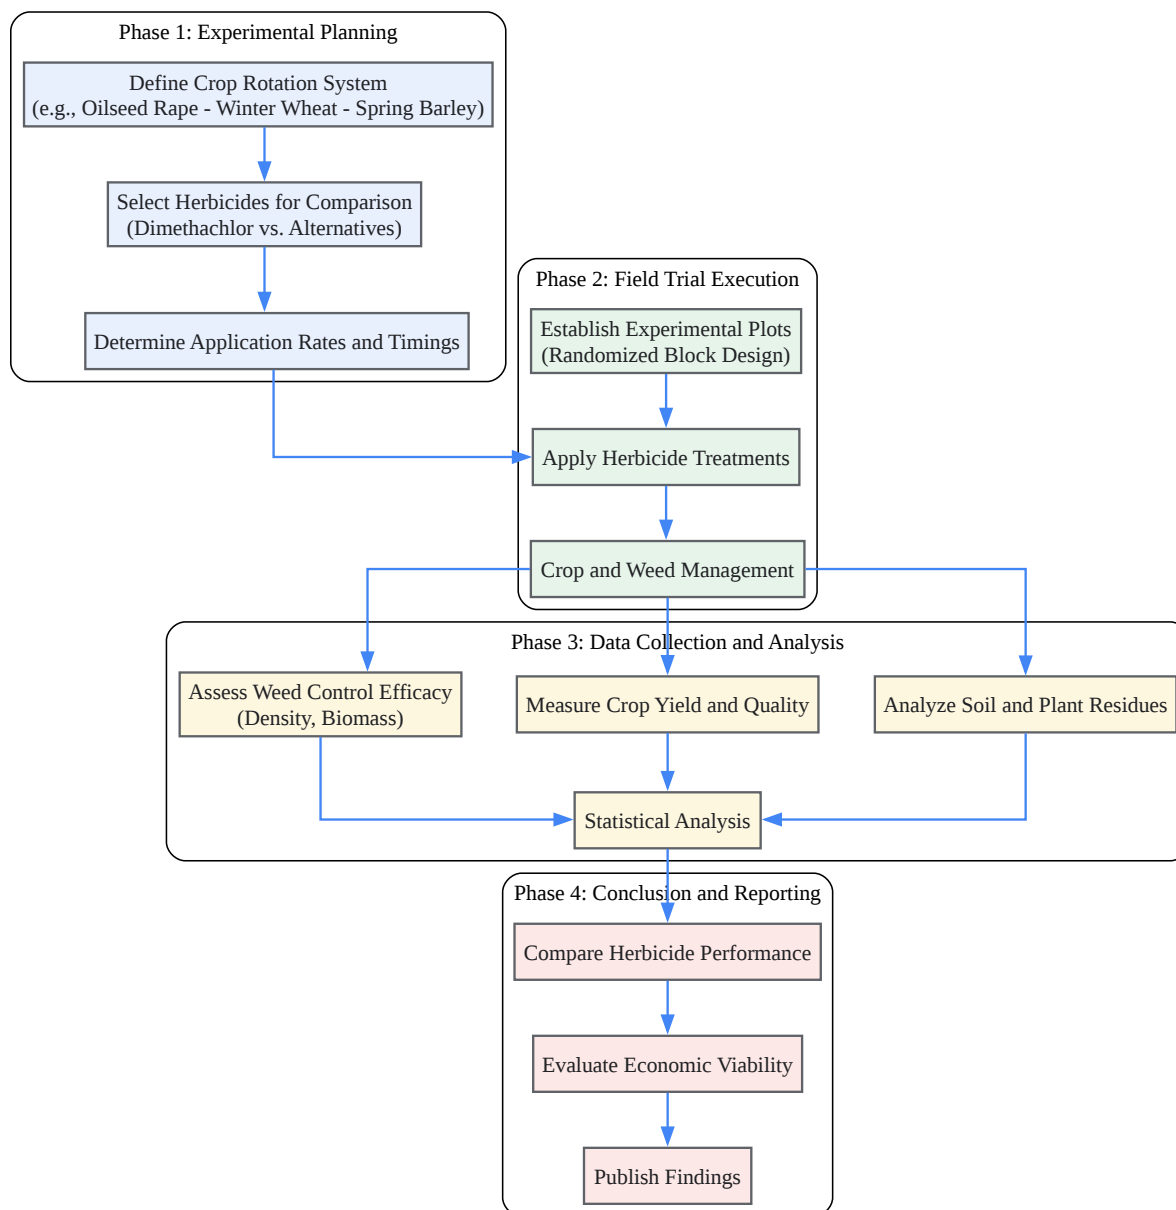 Phase 1: Experimental Planning
Define Crop Rotation System
(e.g., Oilseed Rape - Winter Wheat - Spring Barley)
Select Herbicides for Comparison
(Dimethachlor vs. Alternatives)
Determine Application Rates and Timings
Phase 2: Field Trial Execution
Establish Experimental Plots
(Randomized Block Design)
Apply Herbicide Treatments
Crop and Weed Management
Phase 3: Data Collection and Analysis
Assess Weed Control Efficacy
(Density, Biomass)
Measure Crop Yield and Quality
Analyze Soil and Plant Residues
Statistical Analysis
Phase 4: Conclusion and Reporting
Compare Herbicide Performance
Evaluate Economic Viability
Publish Findings